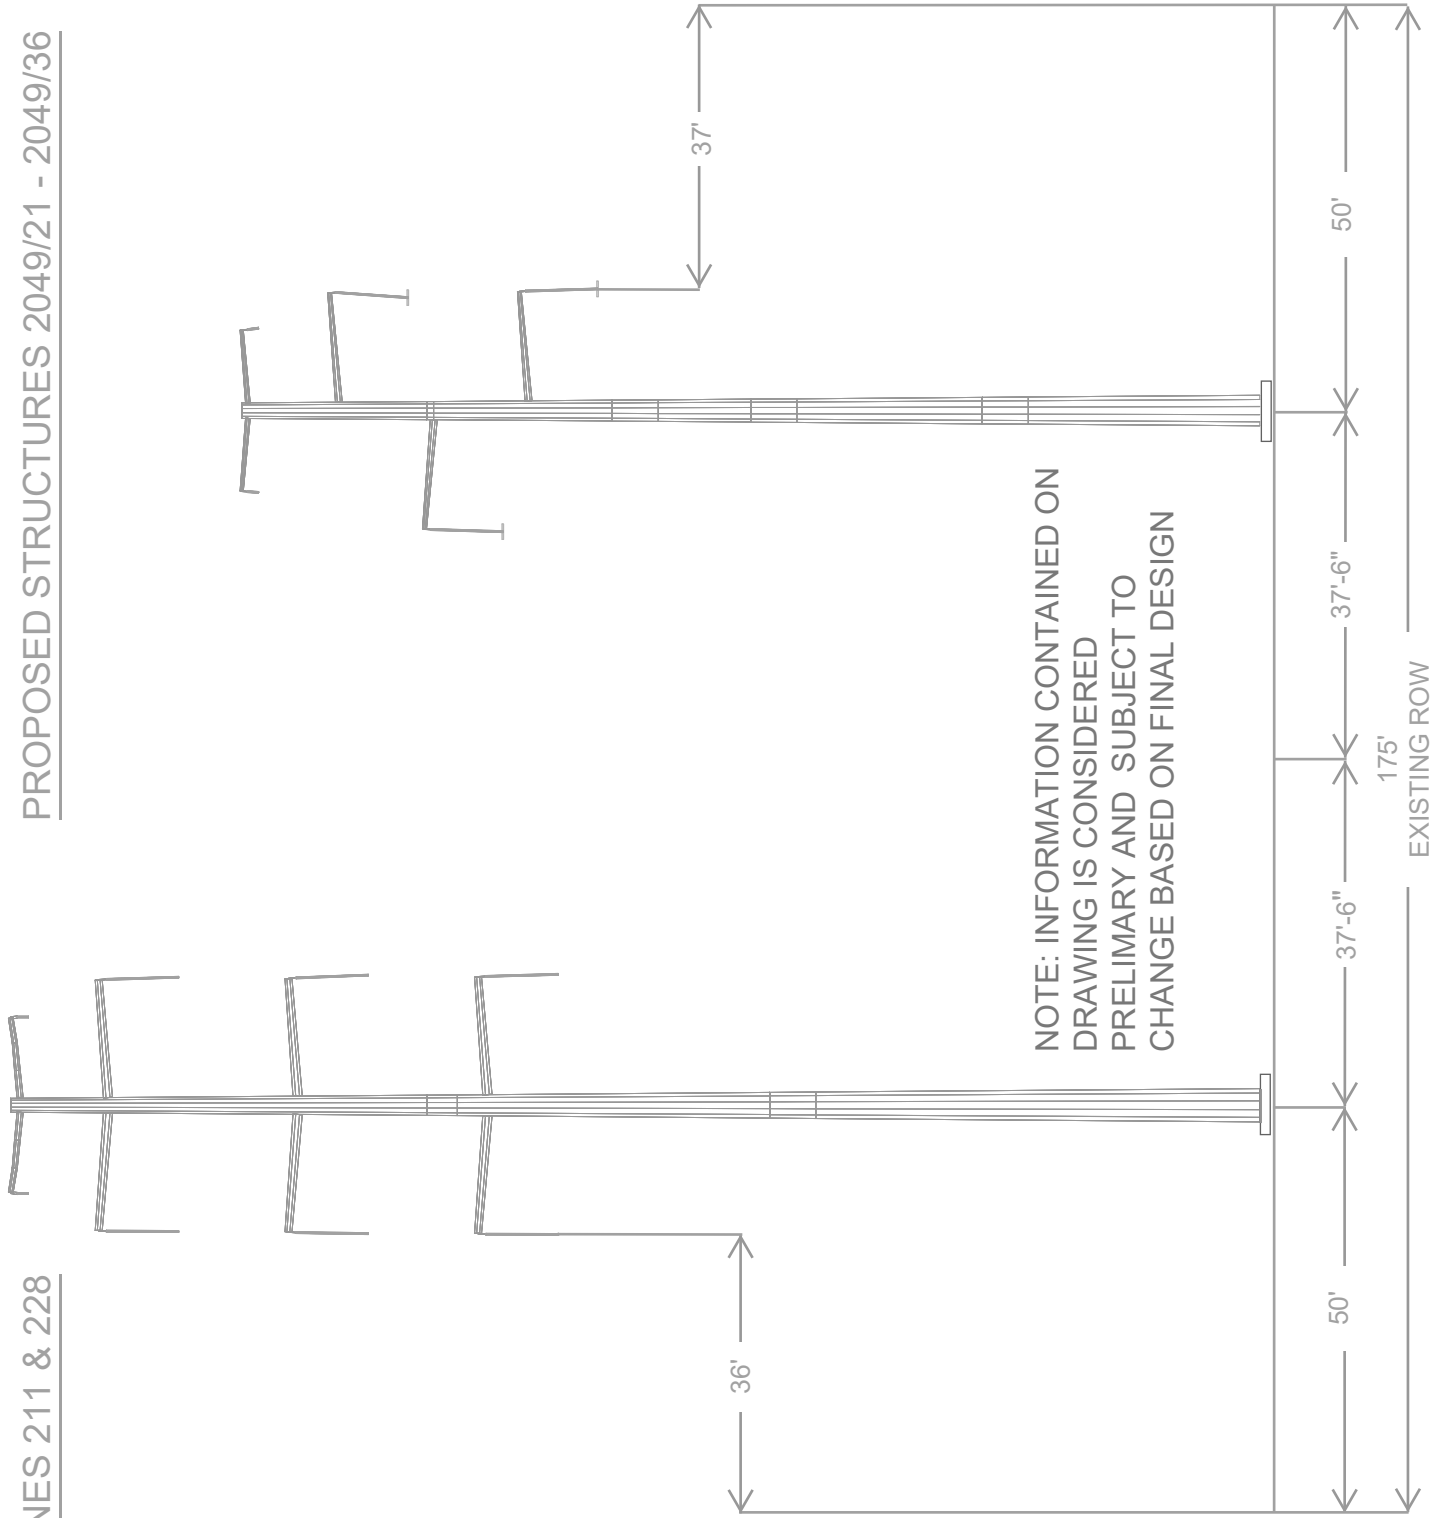 NES 211 & 228
PROPOSED STRUCTURES 2049/21 - 2049/36
36'
37'
NOTE: INFORMATION CONTAINED ON
DRAWING IS CONSIDERED
PRELIMARY AND SUBJECT TO
CHANGE BASED ON FINAL DESIGN
50'
37'-6"
37'-6"
50'
175'
EXISTING ROW